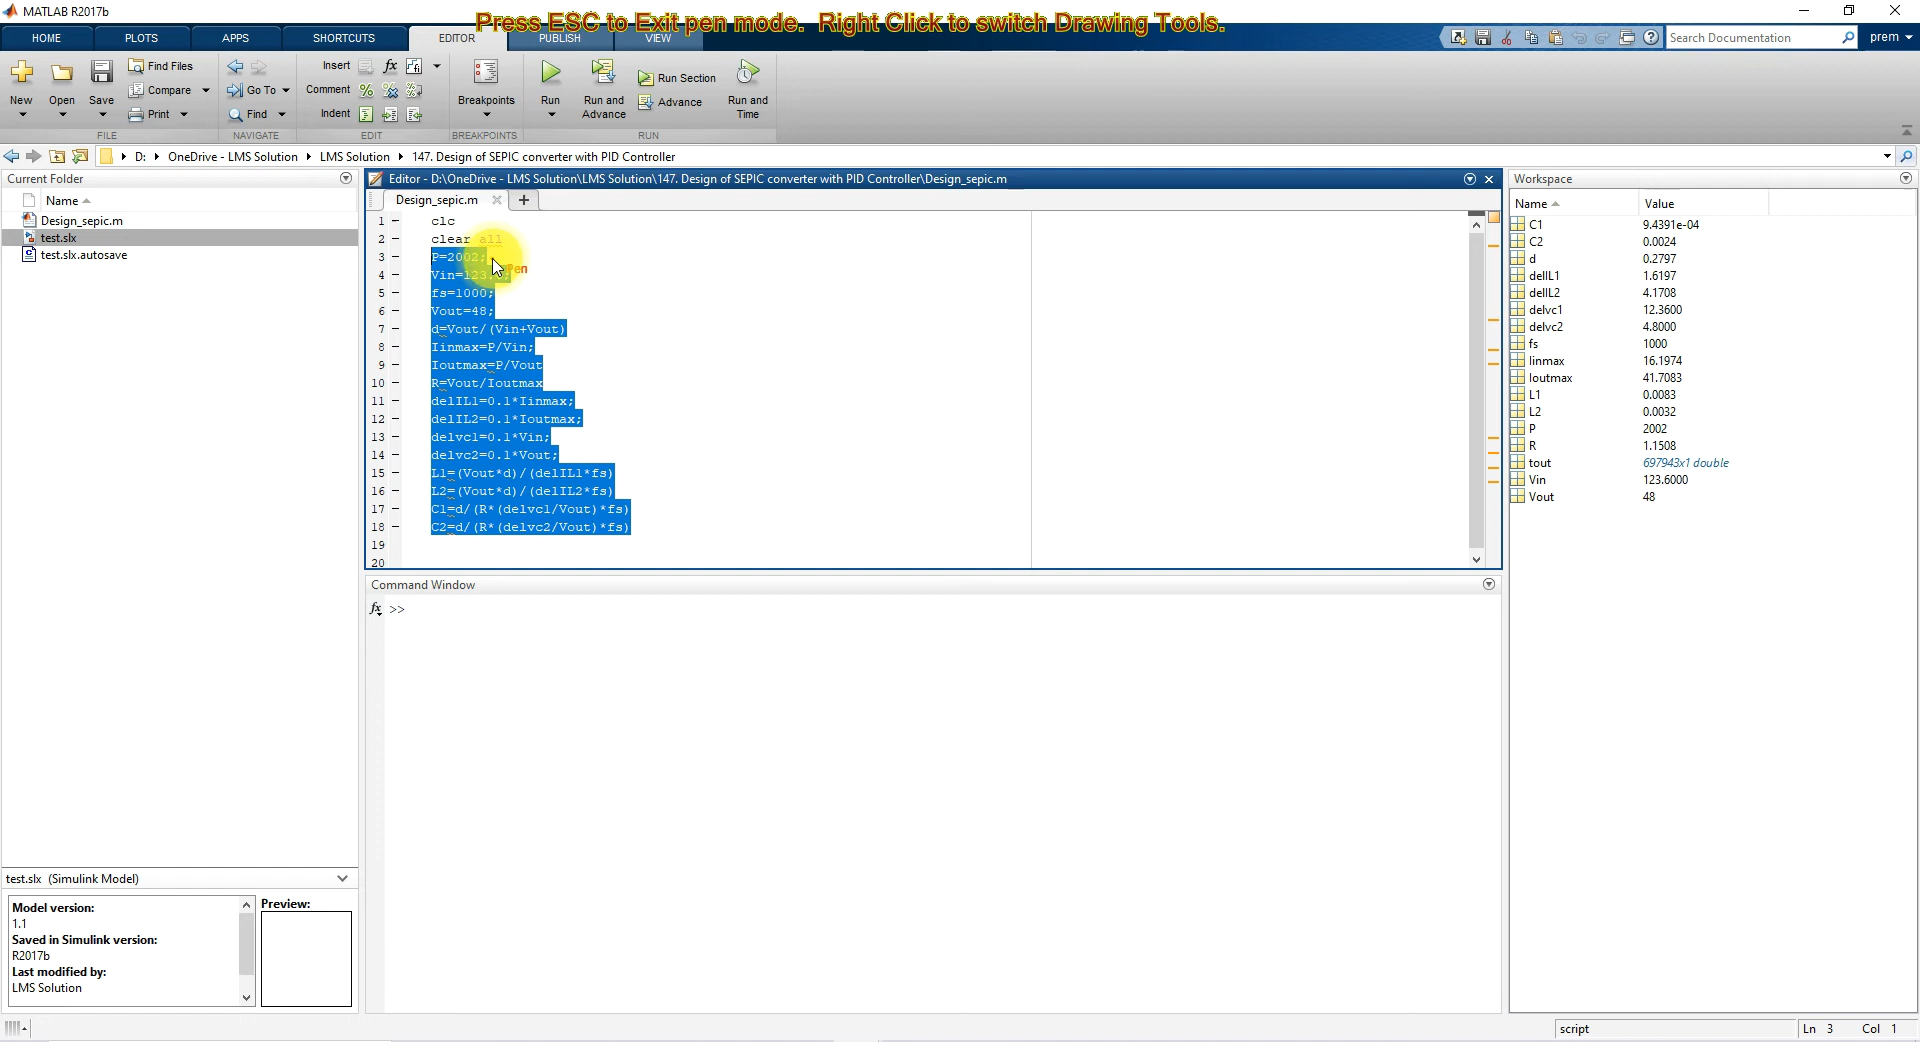 MATLAB R2017b
Press ESC to Exit pen mode. Right Click to switch Drawing Tools.
HOME PLOTS APPS SHORTCUTS EDITOR PUBLISH VIEW
Search Documentation
prem
New
Open
Save
Find Files
Compare
Print
FILE
Go To
Find
NAVIGATE
Insert
Comment
Indent
EDIT
Breakpoints
BREAKPOINTS
Run
Run and
Advance
Run Section
Advance
Run and
Time
RUN
D: OneDrive - LMS Solution LMS Solution 147. Design of SEPIC converter with PID Controller
Current Folder
Name
Design_sepic.m
test.slx
test.slx.autosave
test.slx (Simulink Model)
Model version:
1.1
Saved in Simulink version:
R2017b
Last modified by:
LMS Solution
Preview:
Editor - D:\OneDrive - LMS Solution\LMS Solution\147. Design of SEPIC converter with PID Controller\Design_sepic.m
Design_sepic.m
1 - clc
2 - clear all
3 - P=2002;
Pen
4 - Vin=123.
5 - fs=1000;
6 - Vout=48;
7 - d=Vout/(Vin+Vout)
8 - Iinmax=P/Vin;
9 - Ioutmax=P/Vout
10 - R=Vout/Ioutmax
11 - delIL1=0.1*Iinmax;
12 - delIL2=0.1*Ioutmax;
13 - delvc1=0.1*Vin;
14 - delvc2=0.1*Vout;
15 - L1=(Vout*d)/(delIL1*fs)
16 - L2=(Vout*d)/(delIL2*fs)
17 - C1=d/(R*(delvc1/Vout)*fs)
18 - C2=d/(R*(delvc2/Vout)*fs)
19
20
Command Window
fx >>
Workspace
Name Value
C1 9.4391e-04
C2 0.0024
d 0.2797
delIL1 1.6197
delIL2 4.1708
delvc1 12.3600
delvc2 4.8000
fs 1000
Iinmax 16.1974
Ioutmax 41.7083
L1 0.0083
L2 0.0032
P 2002
R 1.1508
tout 697943x1 double
Vin 123.6000
Vout 48
script
Ln 3 Col 1